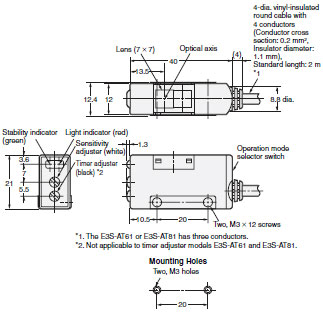 4-dia. vinyl-insulated
round cable with
4 conductors
(Conductor cross
section: 0.2 mm²,
Insulator diameter:
1.1 mm),
Standard length: 2 m
*1
Lens (7 × 7)
Optical axis
40
(4)
13.5
12.4
12
8.8 dia.
Stability indicator
(green)
Light indicator (red)
Sensitivity
adjuster (white)
Timer adjuster
(black) *2
1.3
Operation mode
selector switch
3.6
7
21
5.5
10.5
20
Two, M3 × 12 screws
*1. The E3S-AT61 or E3S-AT81 has three conductors.
*2. Not applicable to timer adjuster models E3S-AT61 and E3S-AT81.
Mounting Holes
Two, M3 holes
20